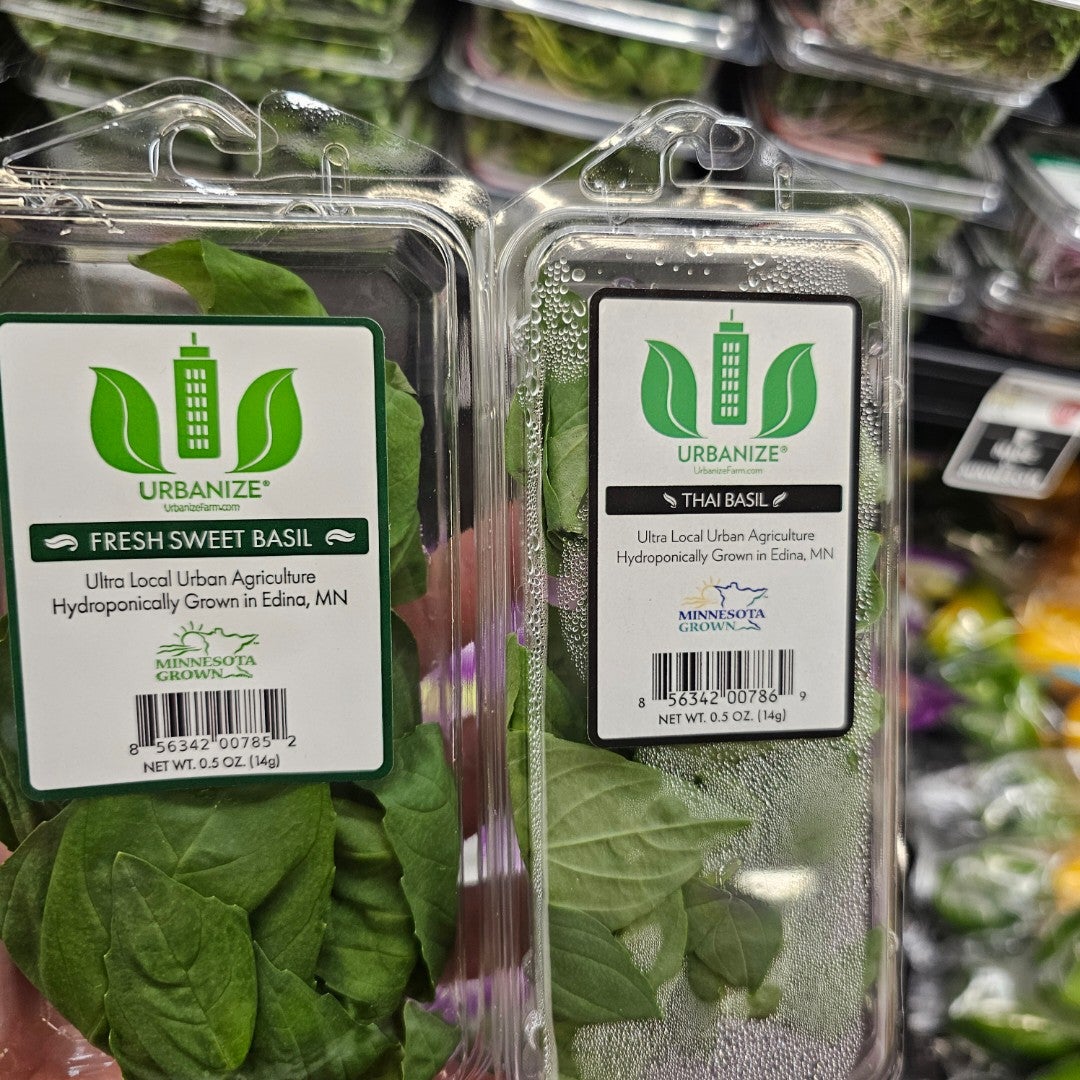 URBANIZE®
UrbanizeFarm.com
FRESH SWEET BASIL
Ultra Local Urban Agriculture
Hydroponically Grown in Edina, MN
MINNESOTA
GROWN
8 56342 00785 2
NET WT. 0.5 OZ. (14g)
URBANIZE®
UrbanizeFarm.com
THAI BASIL
Ultra Local Urban Agriculture
Hydroponically Grown in Edina, MN
MINNESOTA
GROWN
8 56342 00786 9
NET WT. 0.5 OZ. (14g)